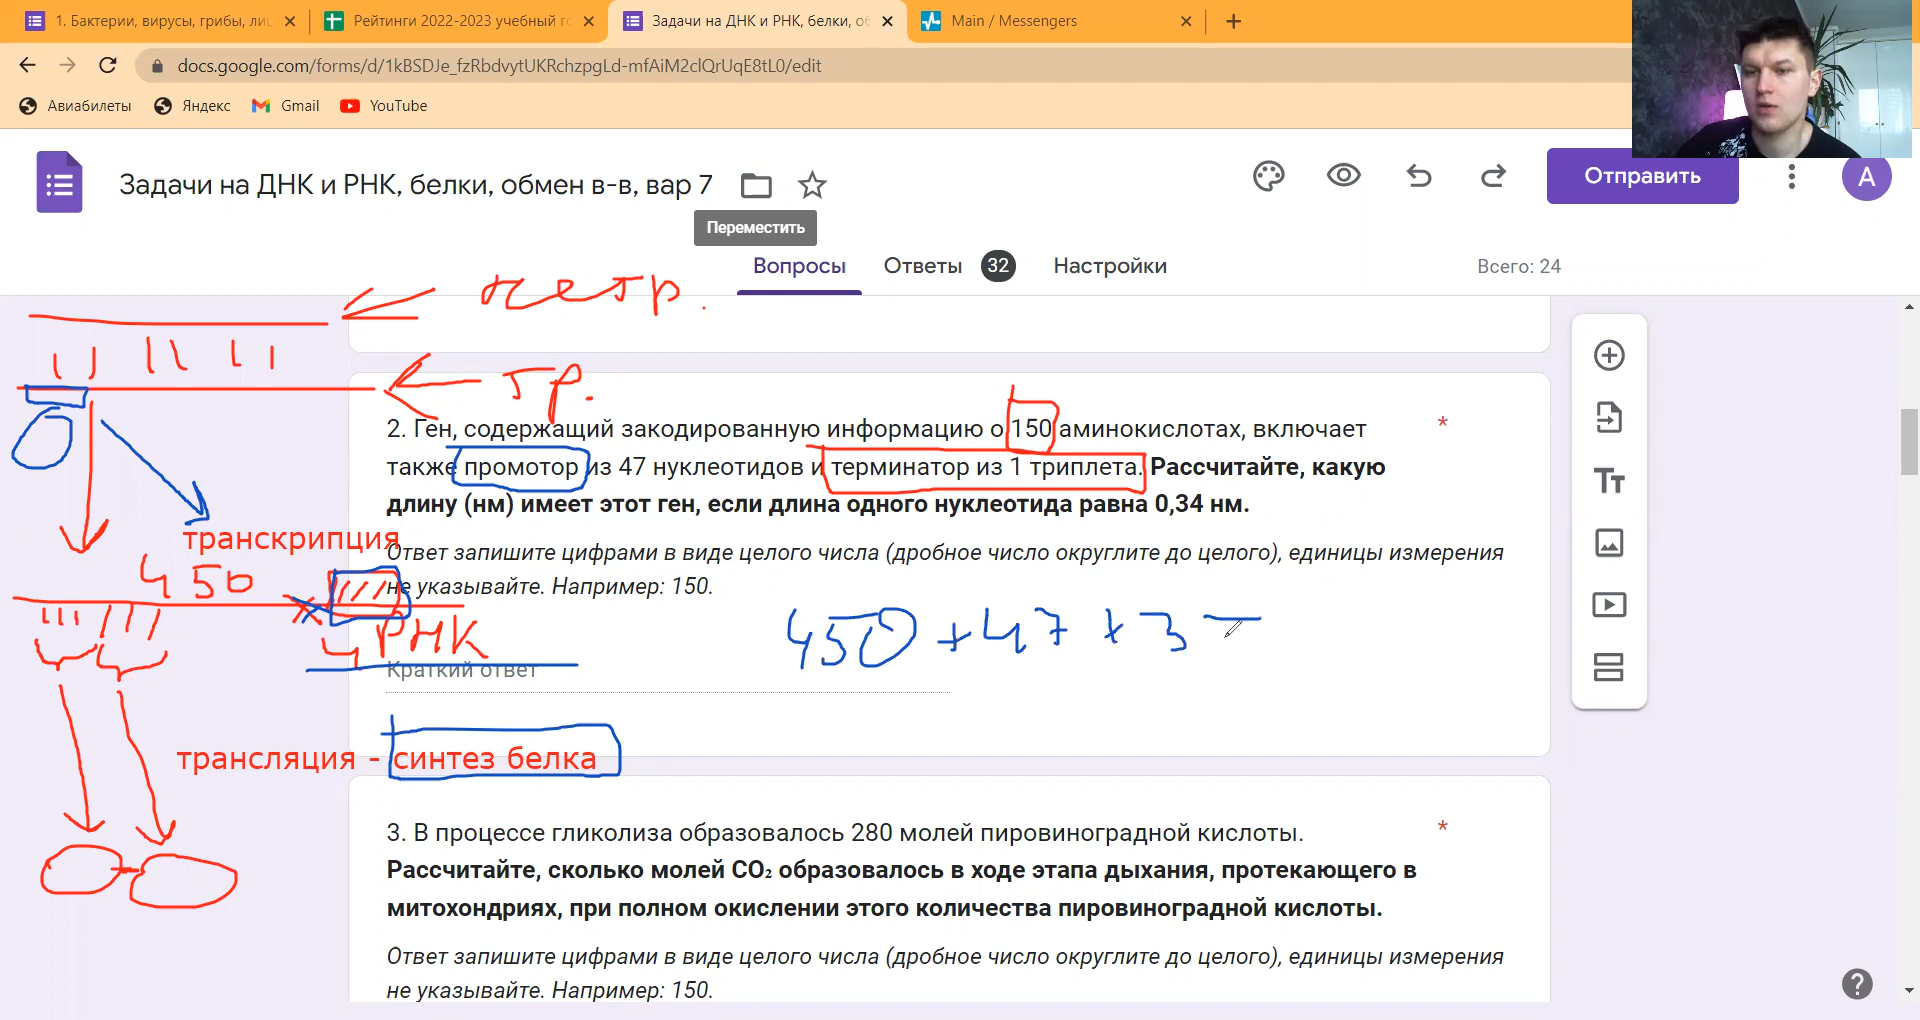 1. Бактерии, вирусы, грибы, ли
Рейтинги 2022-2023 учебный г
Задачи на ДНК и РНК, белки, об
Main / Messengers
docs.google.com/forms/d/1kBSDJe_fzRbdvytUKRchzpgLd-mfAiM2clQrUqE8tL0/edit
Авиабилеты
Яндекс
Gmail
YouTube
Задачи на ДНК и РНК, белки, обмен в-в, вар 7
Отправить
А
Переместить
Вопросы
Ответы 32
Настройки
Всего: 24
нетр.
тр.
2. Ген, содержащий закодированную информацию о 150 аминокислотах, включает *
также промотор из 47 нуклеотидов и терминатор из 1 триплета. Рассчитайте, какую
длину (нм) имеет этот ген, если длина одного нуклеотида равна 0,34 нм.
транскрипция
Ответ запишите цифрами в виде целого числа (дробное число округлите до целого), единицы измерения
не указывайте. Например: 150.
450
450 + 47 + 3
иРНК
Краткий ответ
трансляция - синтез белка
3. В процессе гликолиза образовалось 280 молей пировиноградной кислоты. *
Рассчитайте, сколько молей СО₂ образовалось в ходе этапа дыхания, протекающего в
митохондриях, при полном окислении этого количества пировиноградной кислоты.
Ответ запишите цифрами в виде целого числа (дробное число округлите до целого), единицы измерения
не указывайте. Например: 150.